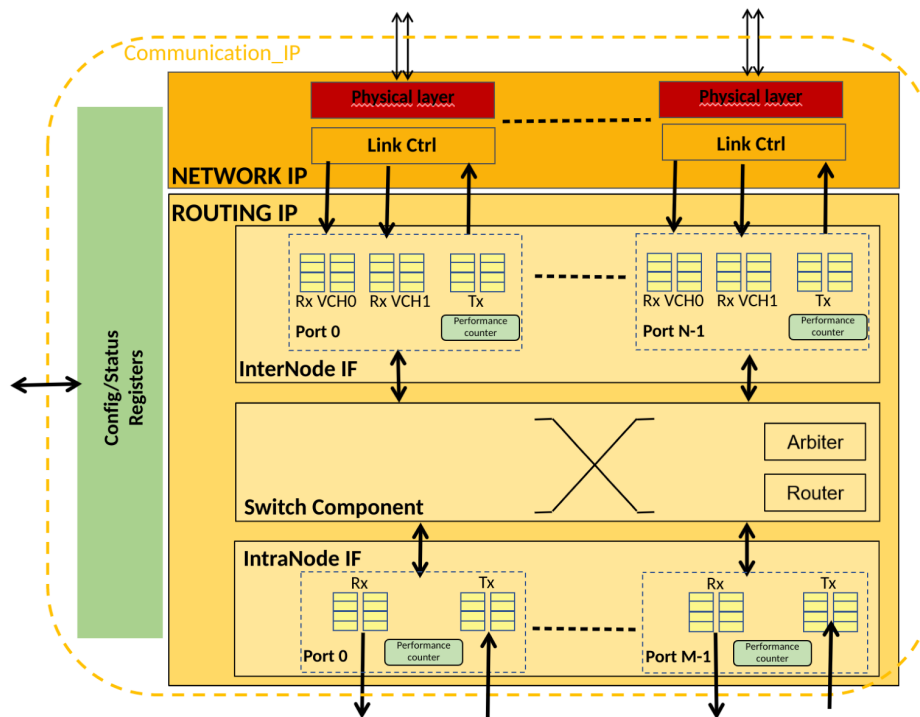 Communication_IP
Physical layer
Physical layer
Link Ctrl
Link Ctrl
NETWORK IP
ROUTING IP
Rx VCH0 Rx VCH1 Tx
Rx VCH0 Rx VCH1 Tx
Port 0
Performance
counter
Port N-1
Performance
counter
InterNode IF
Config/Status
Registers
Arbiter
Router
Switch Component
IntraNode IF
Rx Tx
Rx Tx
Port 0
Performance
counter
Port M-1
Performance
counter